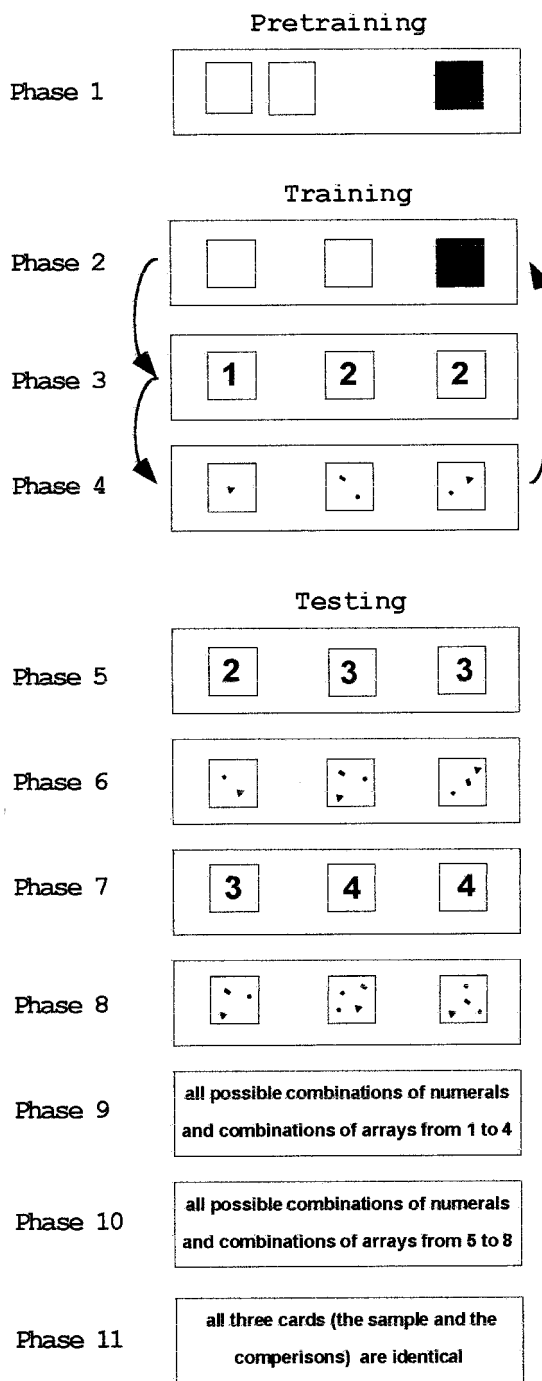 Pretraining
Phase 1
Training
Phase 2
Phase 3
1 2 2
Phase 4
Testing
Phase 5
2 3 3
Phase 6
Phase 7
3 4 4
Phase 8
Phase 9
all possible combinations of numerals
and combinations of arrays from 1 to 4
Phase 10
all possible combinations of numerals
and combinations of arrays from 5 to 8
Phase 11
all three cards (the sample and the
comperisons) are identical